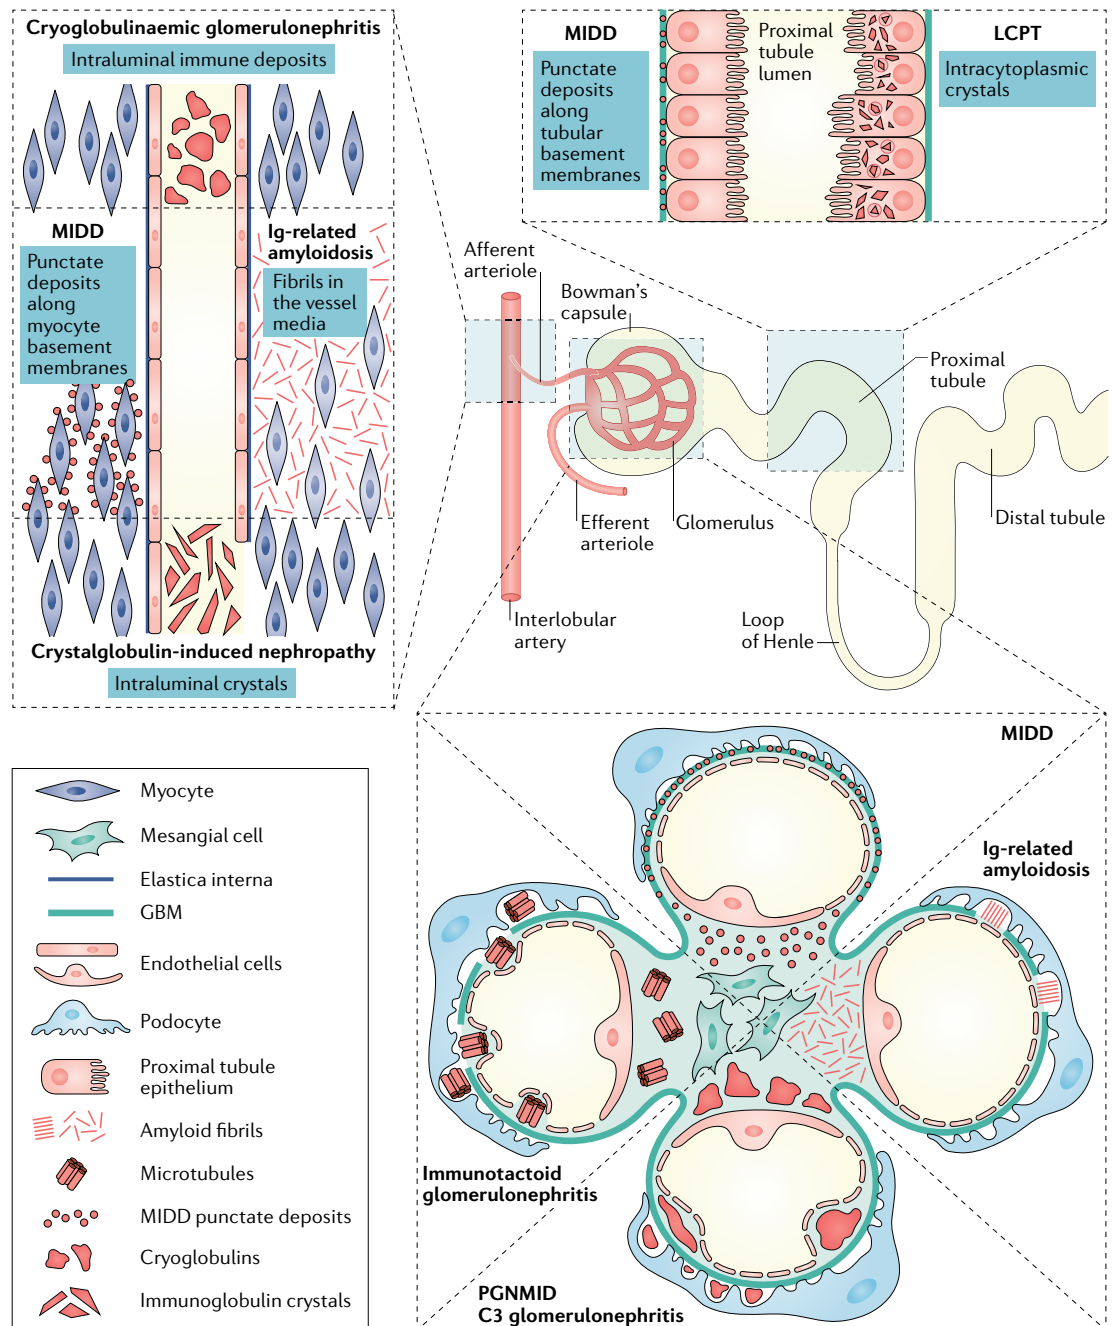 Cryoglobulinaemic glomerulonephritis
Intraluminal immune deposits
MIDD
Punctate
deposits
along
myocyte
basement
membranes
Ig-related
amyloidosis
Fibrils in
the vessel
media
Crystalglobulin-induced nephropathy
Intraluminal crystals
MIDD
Punctate
deposits
along
tubular
basement
membranes
Proximal
tubule
lumen
LCPT
Intracytoplasmic
crystals
Afferent
arteriole
Bowman's
capsule
Proximal
tubule
Efferent
arteriole
Glomerulus
Distal tubule
Interlobular
artery
Loop
of Henle
Myocyte
Mesangial cell
Elastica interna
GBM
Endothelial cells
Podocyte
Proximal tubule
epithelium
Amyloid fibrils
Microtubules
MIDD punctate deposits
Cryoglobulins
Immunoglobulin crystals
MIDD
Ig-related
amyloidosis
Immunotactoid
glomerulonephritis
PGNMID
C3 glomerulonephritis